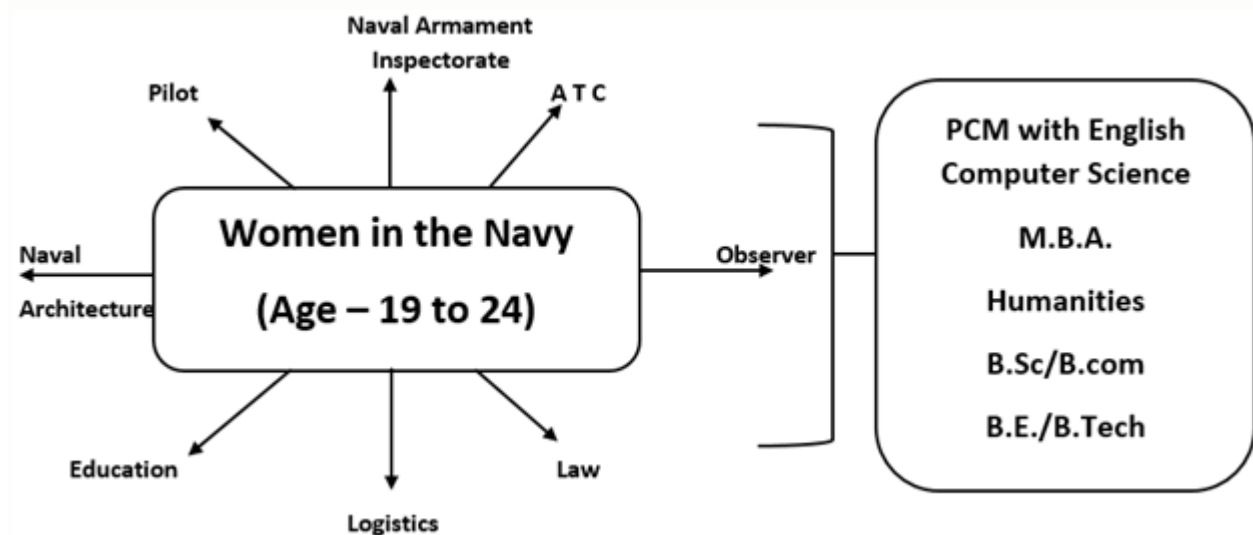 Naval Armament
Inspectorate
Pilot
A T C
Women in the Navy
(Age – 19 to 24)
Naval
Architecture
Observer
Education
Logistics
Law
PCM with English
Computer Science
M.B.A.
Humanities
B.Sc/B.com
B.E./B.Tech